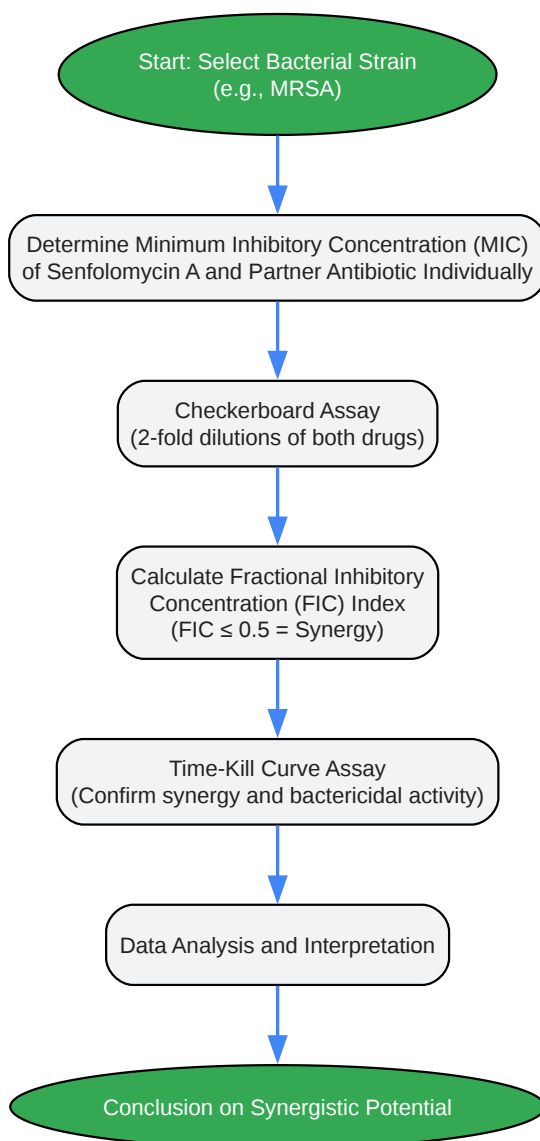 Start: Select Bacterial Strain
(e.g., MRSA)
Determine Minimum Inhibitory Concentration (MIC)
of Senfolomycin A and Partner Antibiotic Individually
Checkerboard Assay
(2-fold dilutions of both drugs)
Calculate Fractional Inhibitory
Concentration (FIC) Index
(FIC ≤ 0.5 = Synergy)
Time-Kill Curve Assay
(Confirm synergy and bactericidal activity)
Data Analysis and Interpretation
Conclusion on Synergistic Potential